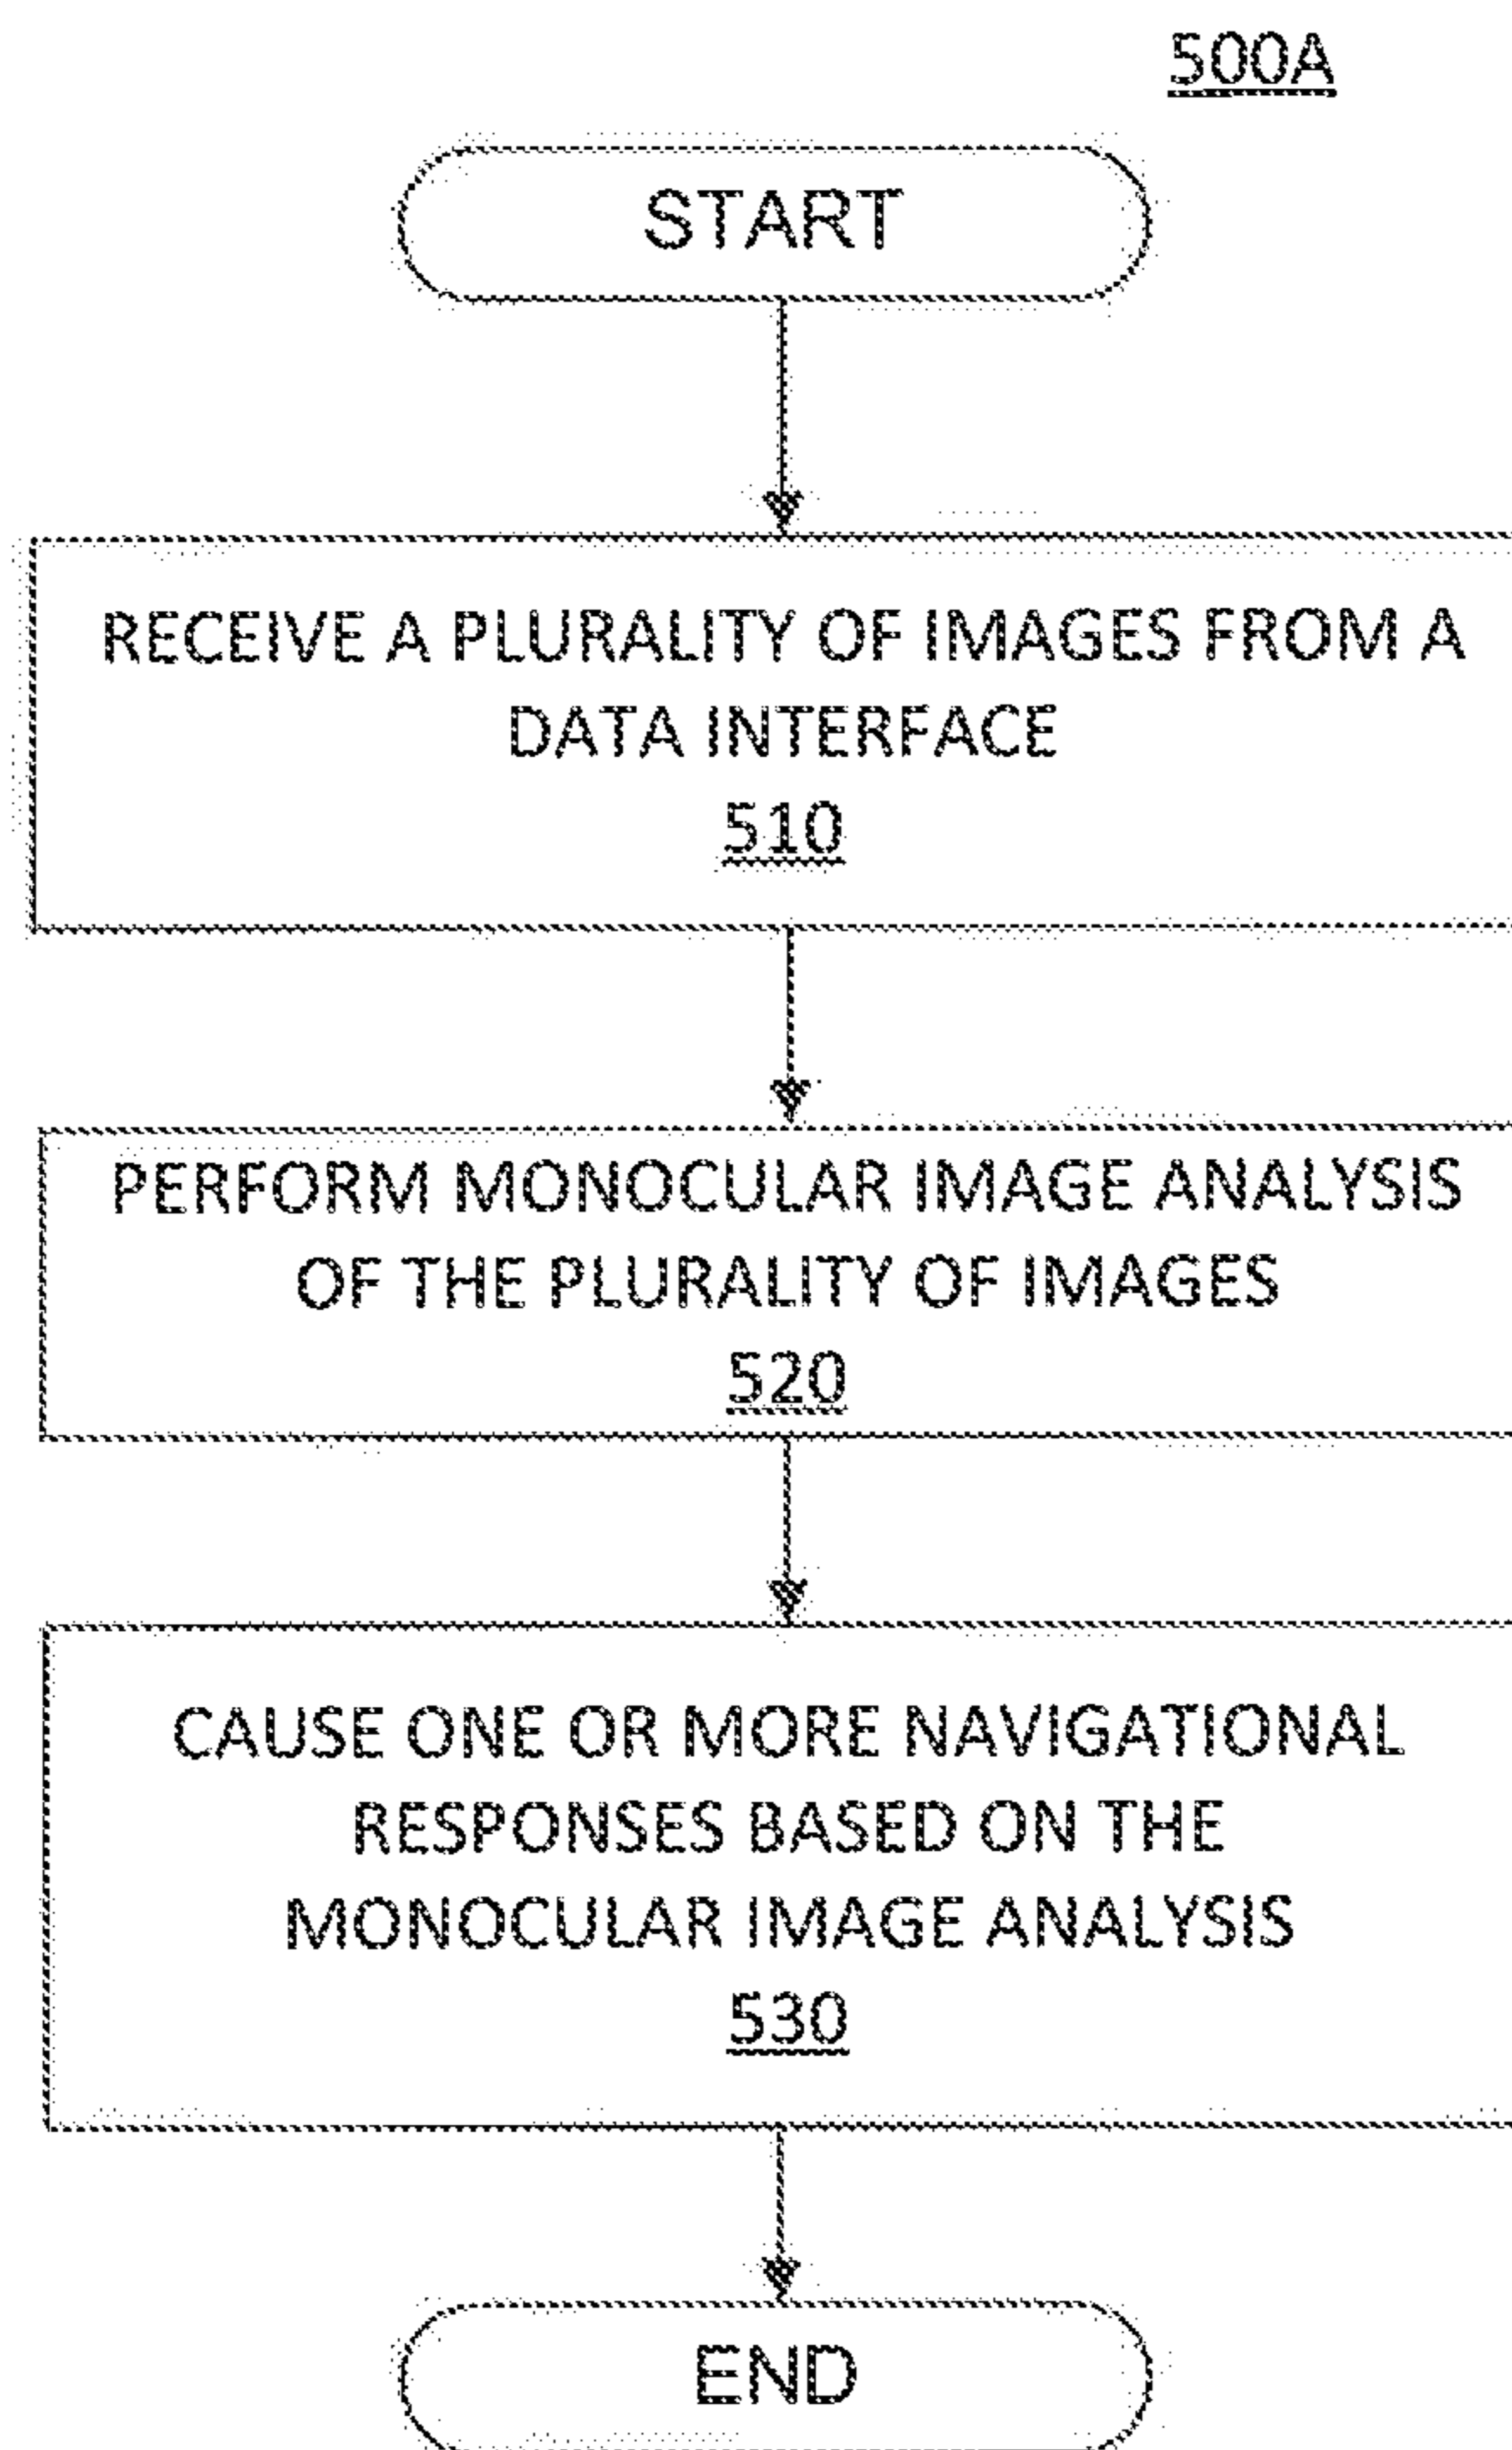 500A
START
RECEIVE A PLURALITY OF IMAGES FROM A
DATA INTERFACE
510
PERFORM MONOCULAR IMAGE ANALYSIS
OF THE PLURALITY OF IMAGES
520
CAUSE ONE OR MORE NAVIGATIONAL
RESPONSES BASED ON THE
MONOCULAR IMAGE ANALYSIS
530
END